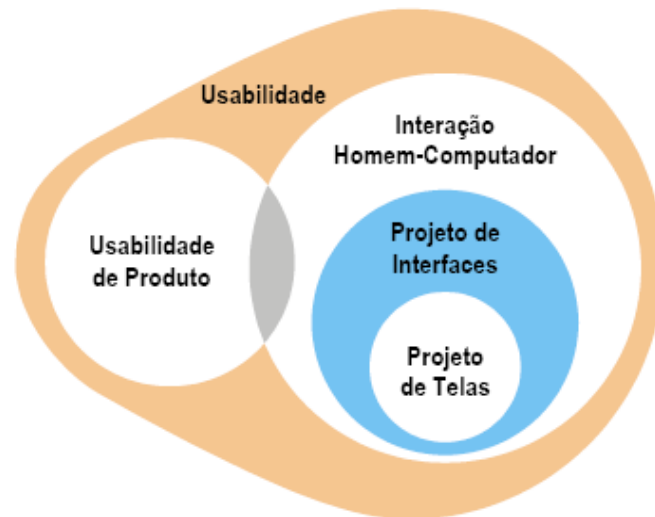 Usabilidade
Interação
Homem-Computador
Usabilidade
de Produto
Projeto de
Interfaces
Projeto
de Telas